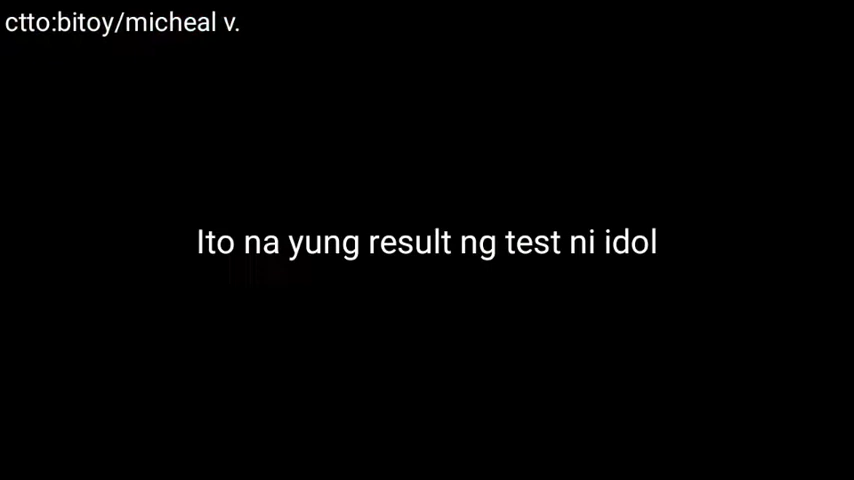 ctto:bitoy/micheal v.
Ito na yung result ng test ni idol